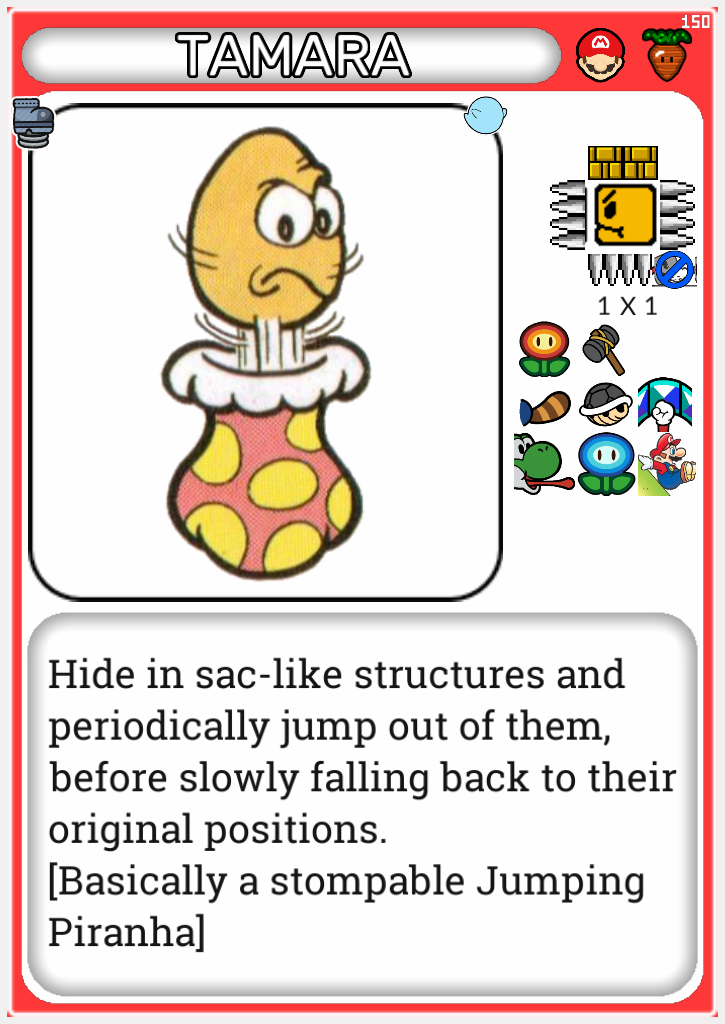 150
TAMARA
1 X 1
Hide in sac-like structures and
periodically jump out of them,
before slowly falling back to their
original positions.
[Basically a stompable Jumping
Piranha]